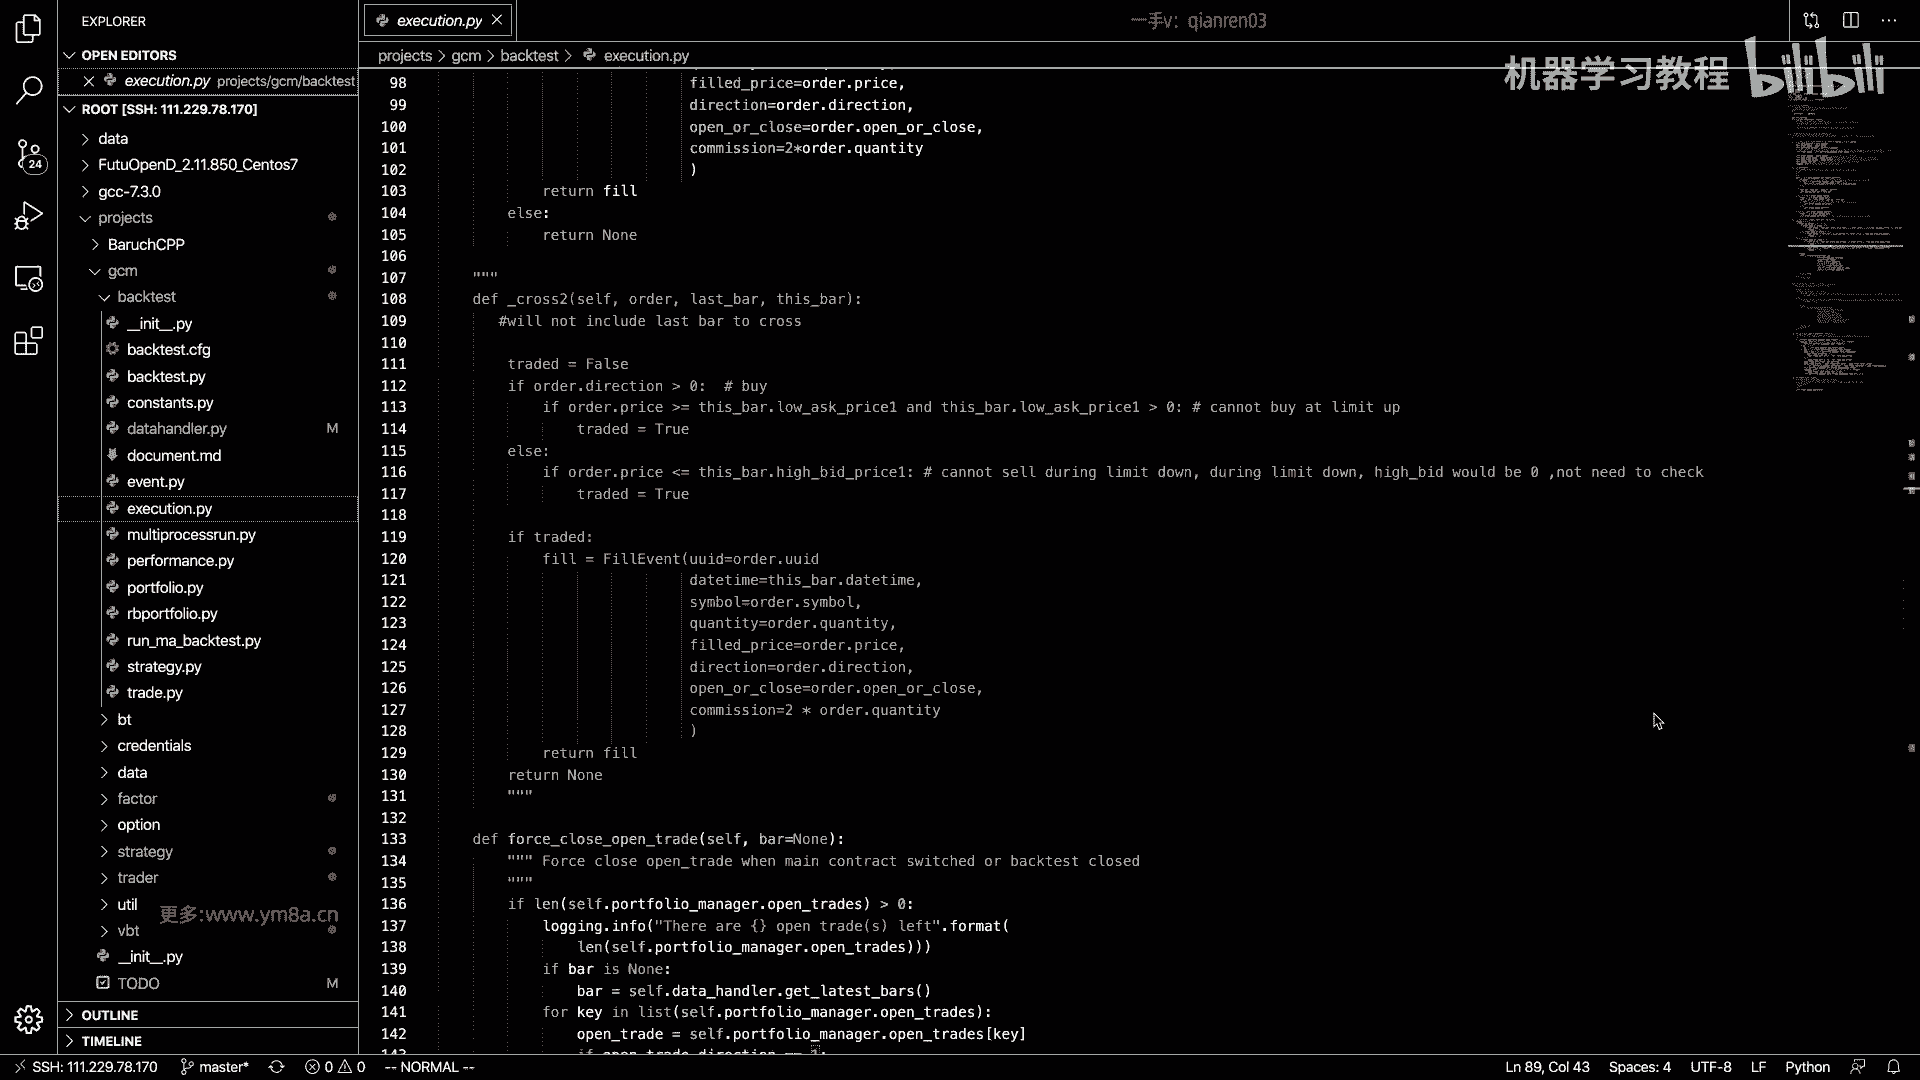 EXPLORER
OPEN EDITORS
execution.py projects/gcm/backtest
ROOT [SSH: 111.229.78.170]
data
FutuOpenD_2.11.850_Centos7
gcc-7.3.0
projects
BaruchCPP
gcm
backtest
__init__.py
backtest.cfg
backtest.py
constants.py
datahandler.py M
document.md
event.py
execution.py
multiprocessrun.py
performance.py
portfolio.py
rbportfolio.py
run_ma_backtest.py
strategy.py
trade.py
bt
credentials
data
factor
option
strategy
trader
util
更多:www.ym8a.cn
vbt
__init__.py
TODO M
OUTLINE
TIMELINE
24
execution.py
一手v: qianren03
机器学习教程 bilibili
projects > gcm > backtest > execution.py
98 filled_price=order.price,
99 direction=order.direction,
100 open_or_close=order.open_or_close,
101 commission=2*order.quantity
102 )
103 return fill
104 else:
105 return None
106
107 """
108 def _cross2(self, order, last_bar, this_bar):
109 #will not include last bar to cross
110
111 traded = False
112 if order.direction > 0: # buy
113 if order.price >= this_bar.low_ask_price1 and this_bar.low_ask_price1 > 0: # cannot buy at limit up
114 traded = True
115 else:
116 if order.price <= this_bar.high_bid_price1: # cannot sell during limit down, during limit down, high_bid would be 0 ,not need to check
117 traded = True
118
119 if traded:
120 fill = FillEvent(uuid=order.uuid
121 datetime=this_bar.datetime,
122 symbol=order.symbol,
123 quantity=order.quantity,
124 filled_price=order.price,
125 direction=order.direction,
126 open_or_close=order.open_or_close,
127 commission=2 * order.quantity
128 )
129 return fill
130 return None
131 """
132
133 def force_close_open_trade(self, bar=None):
134 """ Force close open_trade when main contract switched or backtest closed
135 """
136 if len(self.portfolio_manager.open_trades) > 0:
137 logging.info("There are {} open trade(s) left".format(
138 len(self.portfolio_manager.open_trades)))
139 if bar is None:
140 bar = self.data_handler.get_latest_bars()
141 for key in list(self.portfolio_manager.open_trades):
142 open_trade = self.portfolio_manager.open_trades[key]
143 if open_trade.direction == 1:
SSH: 111.229.78.170 master* 0 0 -- NORMAL -- Ln 89, Col 43 Spaces: 4 UTF-8 LF Python